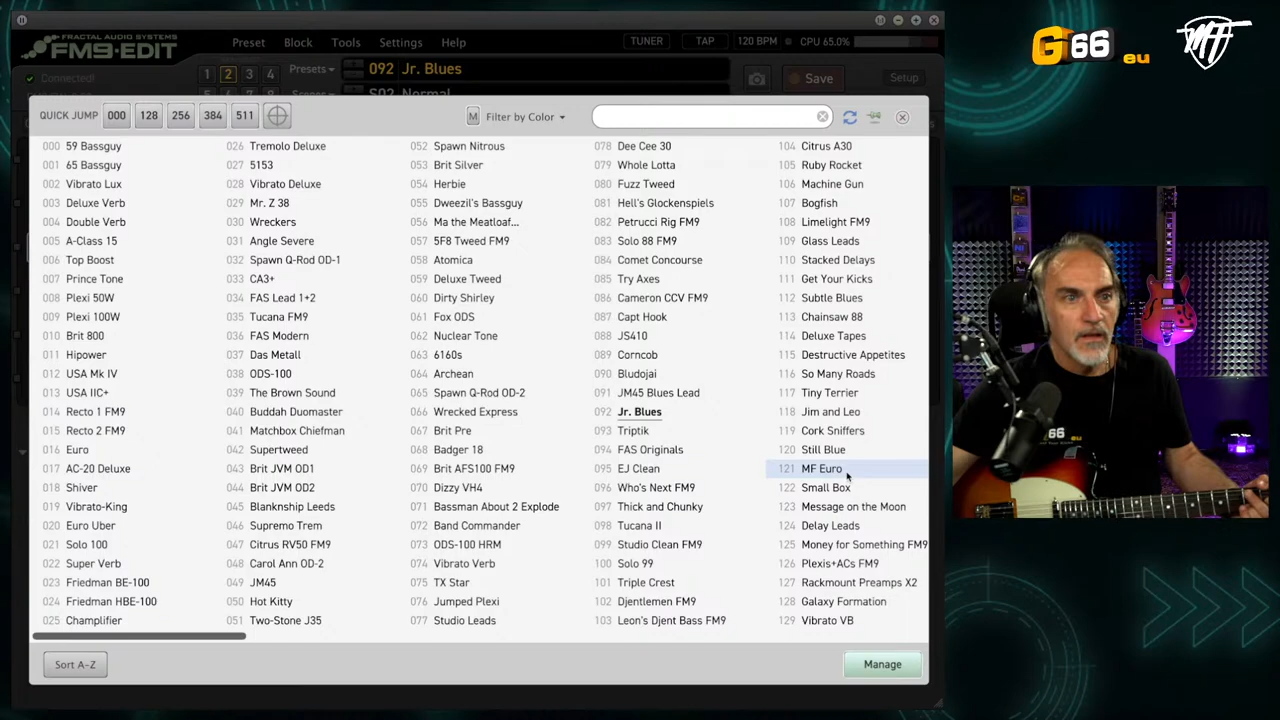 FRACTAL AUDIO SYSTEMS
FM9-EDIT
Preset Block Tools Settings Help
TUNER TAP 120 BPM CPU 65.0%
Connected!
1 2 3 4 Presets 092 Jr. Blues Save Setup
Scenes S02 Normal
QUICK JUMP 000 128 256 384 511 M Filter by Color
000 59 Bassguy
001 65 Bassguy
002 Vibrato Lux
003 Deluxe Verb
004 Double Verb
005 A-Class 15
006 Top Boost
007 Prince Tone
008 Plexi 50W
009 Plexi 100W
010 Brit 800
011 Hipower
012 USA Mk IV
013 USA IIC+
014 Recto 1 FM9
015 Recto 2 FM9
016 Euro
017 AC-20 Deluxe
018 Shiver
019 Vibrato-King
020 Euro Uber
021 Solo 100
022 Super Verb
023 Friedman BE-100
024 Friedman HBE-100
025 Champlifier
026 Tremolo Deluxe
027 5153
028 Vibrato Deluxe
029 Mr. Z 38
030 Wreckers
031 Angle Severe
032 Spawn Q-Rod OD-1
033 CA3+
034 FAS Lead 1+2
035 Tucana FM9
036 FAS Modern
037 Das Metall
038 ODS-100
039 The Brown Sound
040 Buddah Duomaster
041 Matchbox Chiefman
042 Supertweed
043 Brit JVM OD1
044 Brit JVM OD2
045 Blanknship Leeds
046 Supremo Trem
047 Citrus RV50 FM9
048 Carol Ann OD-2
049 JM45
050 Hot Kitty
051 Two-Stone J35
052 Spawn Nitrous
053 Brit Silver
054 Herbie
055 Dweezil's Bassguy
056 Ma the Meatloaf...
057 5F8 Tweed FM9
058 Atomica
059 Deluxe Tweed
060 Dirty Shirley
061 Fox ODS
062 Nuclear Tone
063 6160s
064 Archean
065 Spawn Q-Rod OD-2
066 Wrecked Express
067 Brit Pre
068 Badger 18
069 Brit AFS100 FM9
070 Dizzy VH4
071 Bassman About 2 Explode
072 Band Commander
073 ODS-100 HRM
074 Vibrato Verb
075 TX Star
076 Jumped Plexi
077 Studio Leads
078 Dee Cee 30
079 Whole Lotta
080 Fuzz Tweed
081 Hell's Glockenspiels
082 Petrucci Rig FM9
083 Solo 88 FM9
084 Comet Concourse
085 Try Axes
086 Cameron CCV FM9
087 Capt Hook
088 JS410
089 Corncob
090 Bludojai
091 JM45 Blues Lead
092 Jr. Blues
093 Triptik
094 FAS Originals
095 EJ Clean
096 Who's Next FM9
097 Thick and Chunky
098 Tucana II
099 Studio Clean FM9
100 Solo 99
101 Triple Crest
102 Djentlemen FM9
103 Leon's Djent Bass FM9
104 Citrus A30
105 Ruby Rocket
106 Machine Gun
107 Bogfish
108 Limelight FM9
109 Glass Leads
110 Stacked Delays
111 Get Your Kicks
112 Subtle Blues
113 Chainsaw 88
114 Deluxe Tapes
115 Destructive Appetites
116 So Many Roads
117 Tiny Terrier
118 Jim and Leo
119 Cork Sniffers
120 Still Blue
121 MF Euro
122 Small Box
123 Message on the Moon
124 Delay Leads
125 Money for Something FM9
126 Plexis+ACs FM9
127 Rackmount Preamps X2
128 Galaxy Formation
129 Vibrato VB
Sort A-Z
Manage
G 66 eu
66
eu